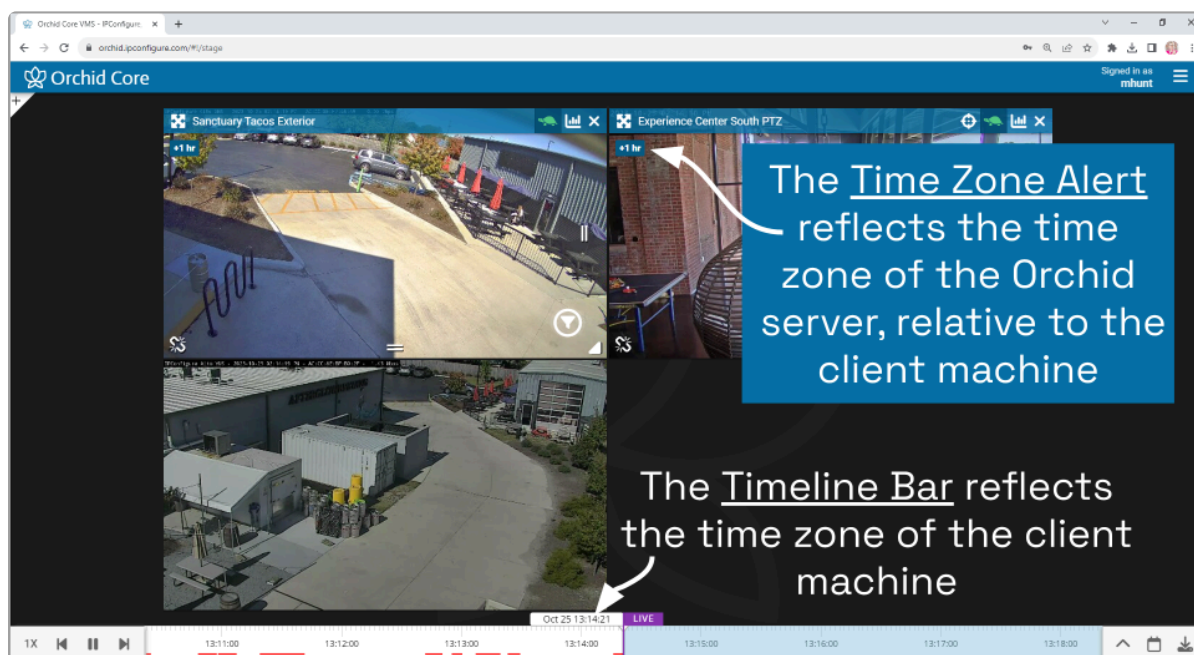 Orchid Core VMS - IPConfigure,
orchid.ipconfigure.com/#!/stage
Orchid Core
Signed in as
mhunt
Sanctuary Tacos Exterior
Experience Center South PTZ
+1 hr
+1 hr
The Time Zone Alert
reflects the time
zone of the Orchid
server, relative to the
client machine
The Timeline Bar reflects
the time zone of the client
machine
Oct 25 13:14:21
LIVE
1X
13:11:00
13:12:00
13:13:00
13:14:00
13:15:00
13:16:00
13:17:00
13:18:00